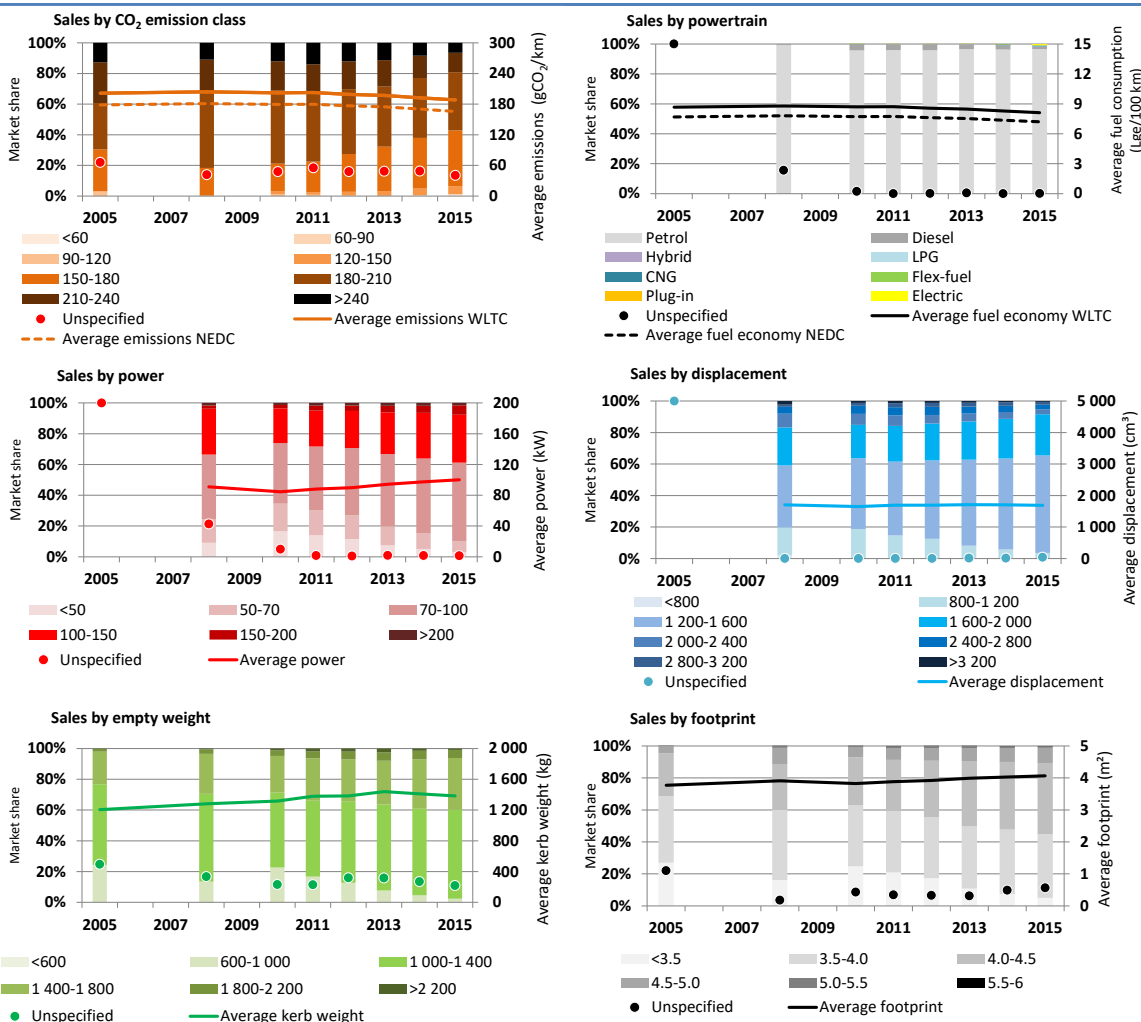 Sales by CO₂ emission class
100%
80%
60%
40%
20%
0%
Market share
300
240
180
120
60
0
Average emissions (gCO₂/km)
2005 2007 2009 2011 2013 2015
<60 60-90
90-120 120-150
150-180 180-210
210-240 >240
Unspecified Average emissions WLTC
Average emissions NEDC
Sales by powertrain
100%
80%
60%
40%
20%
0%
Market share
15
12
9
6
3
0
Average fuel consumption
(Lge/100 km)
2005 2007 2009 2011 2013 2015
Petrol Diesel
Hybrid LPG
CNG Flex-fuel
Plug-in Electric
Unspecified Average fuel economy WLTC
Average fuel economy NEDC
Sales by power
100%
80%
60%
40%
20%
0%
Market share
200
160
120
80
40
0
Average power (kW)
2005 2007 2009 2011 2013 2015
<50 50-70 70-100
100-150 150-200 >200
Unspecified Average power
Sales by displacement
100%
80%
60%
40%
20%
0%
Market share
5 000
4 000
3 000
2 000
1 000
0
Average displacement (cm³)
2005 2007 2009 2011 2013 2015
<800 800-1 200
1 200-1 600 1 600-2 000
2 000-2 400 2 400-2 800
2 800-3 200 >3 200
Unspecified Average displacement
Sales by empty weight
100%
80%
60%
40%
20%
0%
Market share
2 000
1 600
1 200
800
400
0
Average kerb weight (kg)
2005 2007 2009 2011 2013 2015
<600 600-1 000 1 000-1 400
1 400-1 800 1 800-2 200 >2 200
Unspecified Average kerb weight
Sales by footprint
100%
80%
60%
40%
20%
0%
Market share
5
4
3
2
1
0
Average footprint (m²)
2005 2007 2009 2011 2013 2015
<3.5 3.5-4.0 4.0-4.5
4.5-5.0 5.0-5.5 5.5-6
Unspecified Average footprint